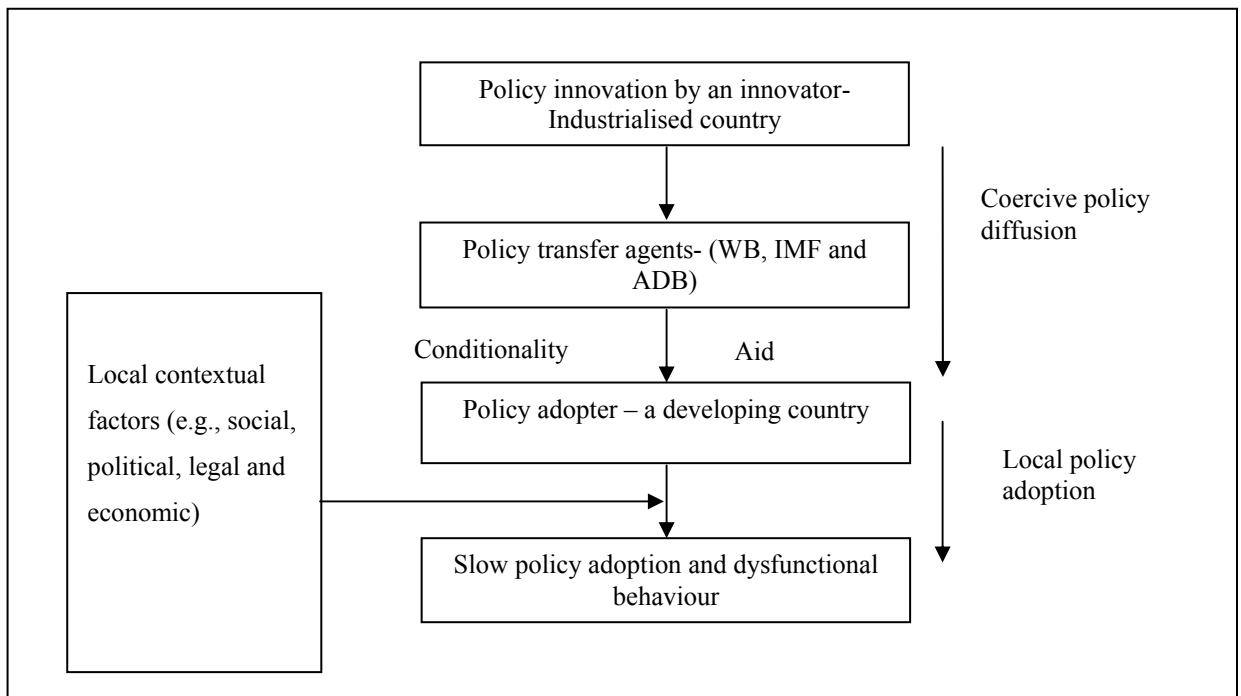 Policy innovation by an innovator-
Industrialised country
Coercive policy
diffusion
Policy transfer agents- (WB, IMF and
ADB)
Conditionality
Aid
Local contextual
factors (e.g., social,
political, legal and
economic)
Policy adopter – a developing country
Local policy
adoption
Slow policy adoption and dysfunctional
behaviour